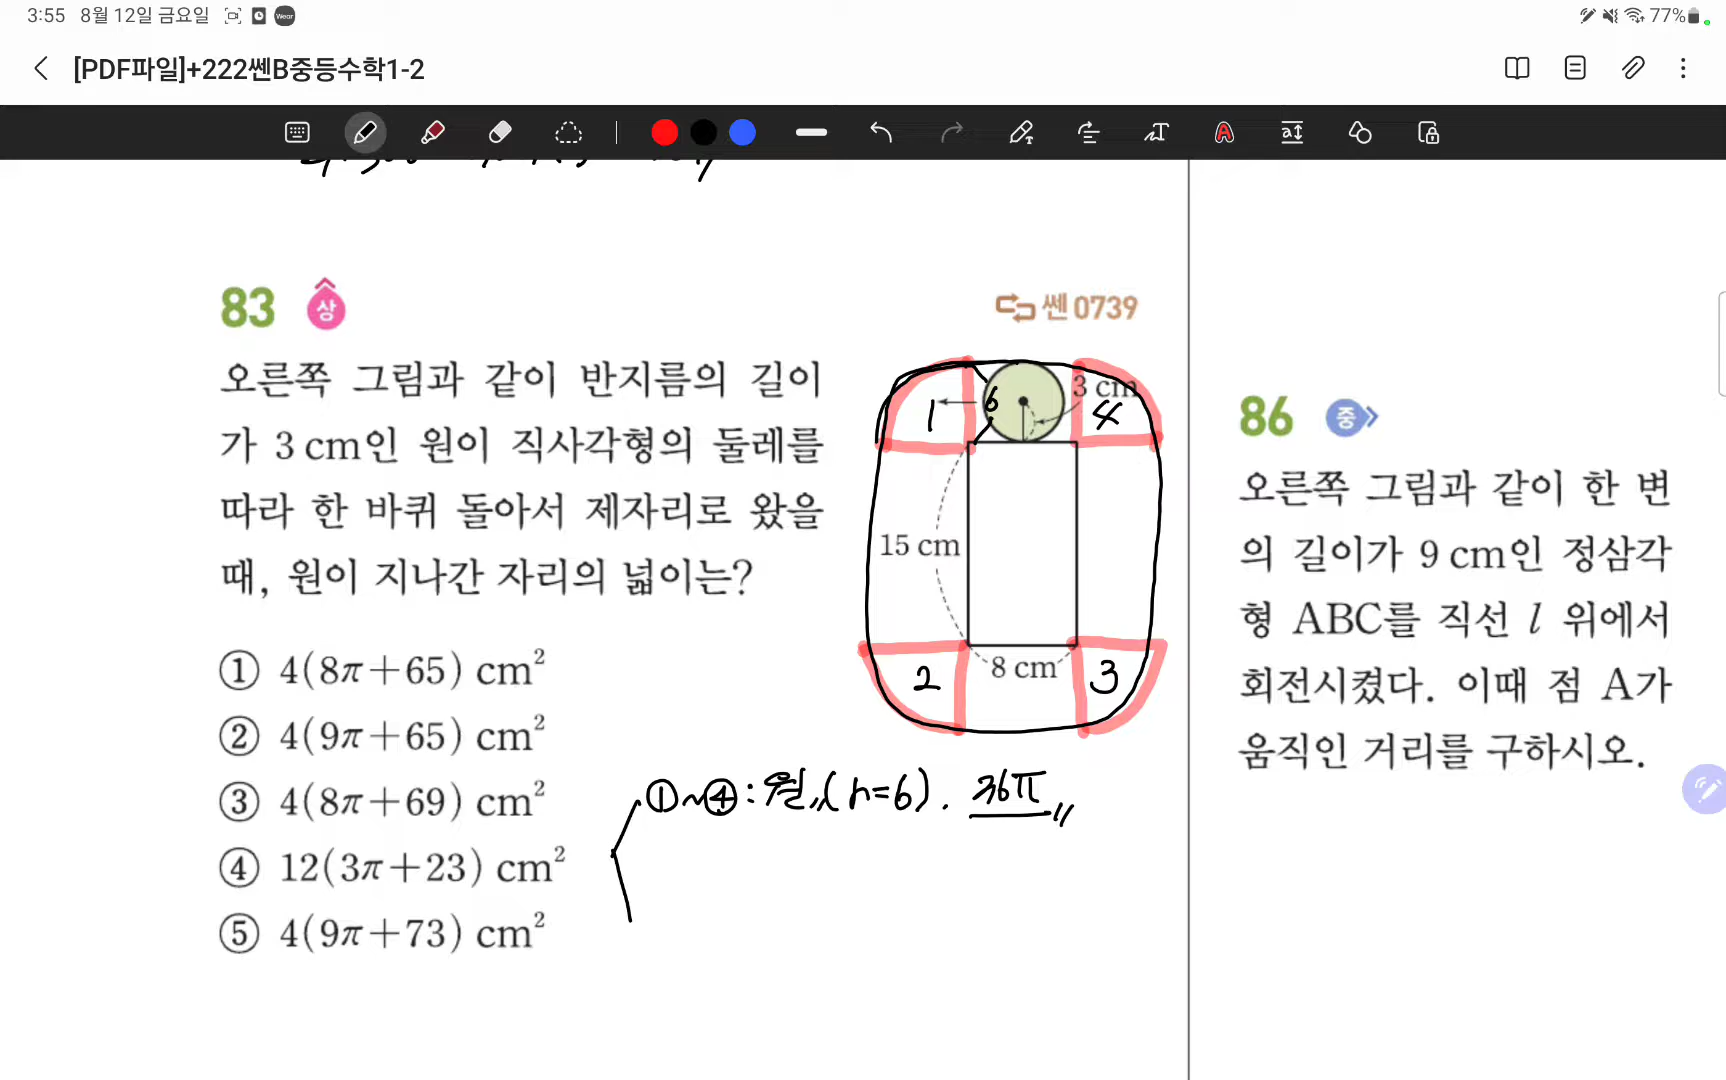 3:55 8월 12일 금요일 Wear 77%
[PDF파일]+222쎈B중등수학1-2
83 상 쎈 0739
오른쪽 그림과 같이 반지름의 길이
가 3 cm인 원이 직사각형의 둘레를
따라 한 바퀴 돌아서 제자리로 왔을
때, 원이 지나간 자리의 넓이는?
① 4(8π+65) cm²
② 4(9π+65) cm²
③ 4(8π+69) cm²
④ 12(3π+23) cm²
⑤ 4(9π+73) cm²
3 cm
1 6 4
15 cm
8 cm
2 3
①~④: 원, (r=6). 36π
86 중
오른쪽 그림과 같이 한 변
의 길이가 9 cm인 정삼각
형 ABC를 직선 l 위에서
회전시켰다. 이때 점 A가
움직인 거리를 구하시오.